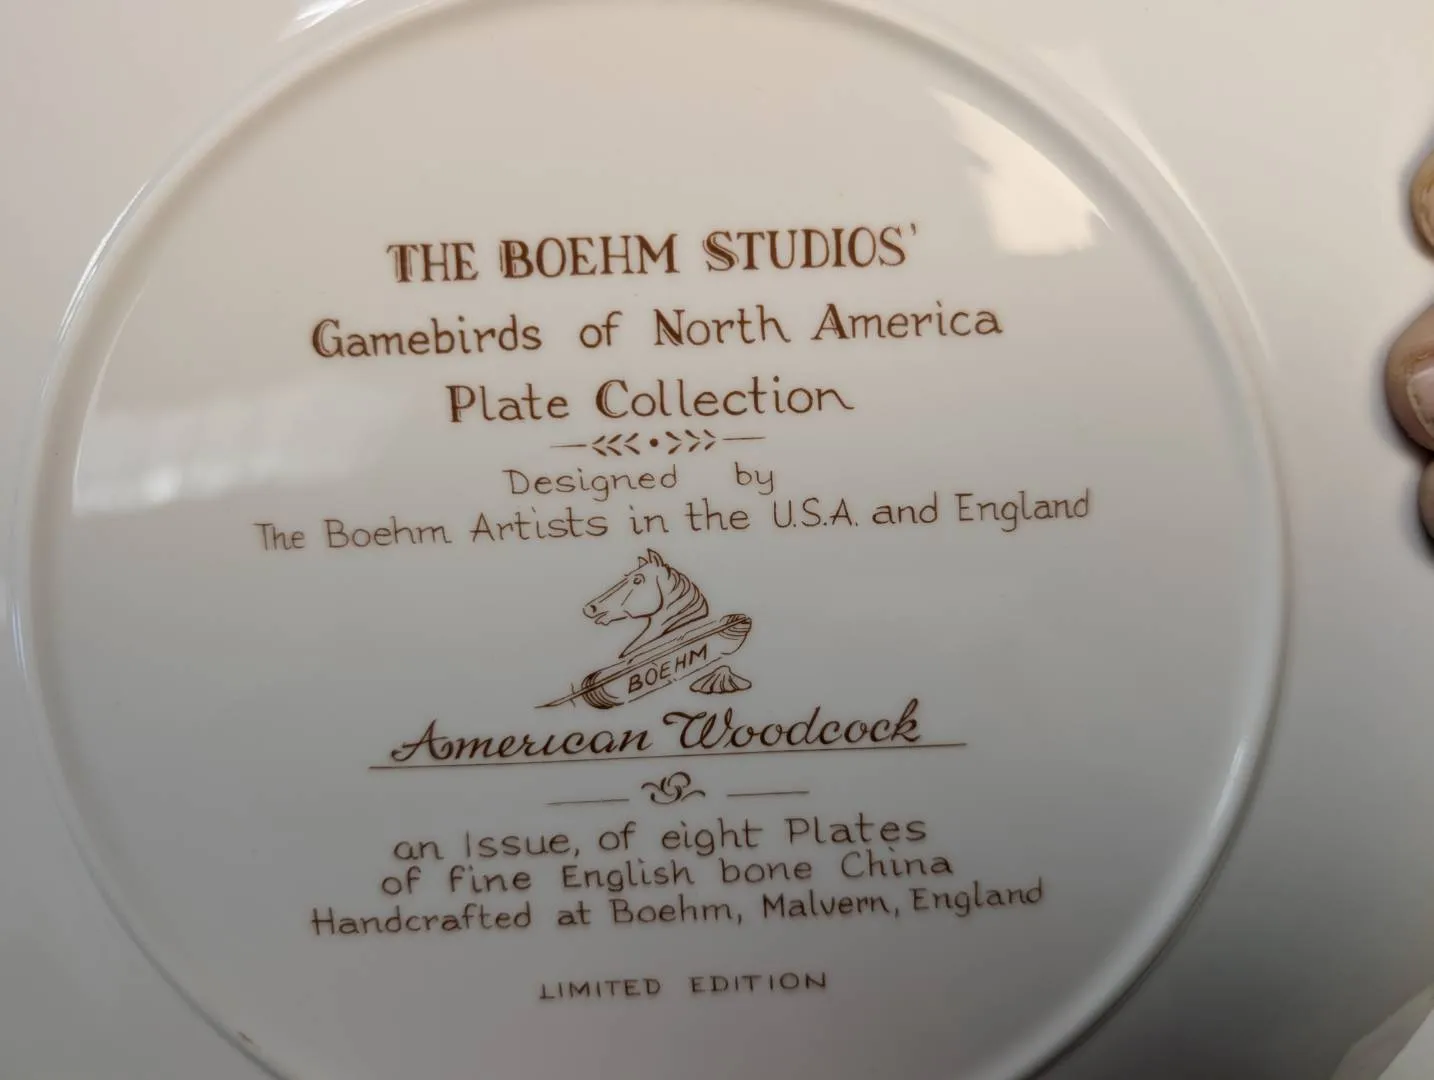 THE BOEHM STUDIOS'
Gamebirds of North America
Plate Collection
Designed by
The Boehm Artists in the U.S.A. and England
BOEHM
American Woodcock
an Issue, of eight Plates
of fine English bone China
Handcrafted at Boehm, Malvern, England
LIMITED EDITION